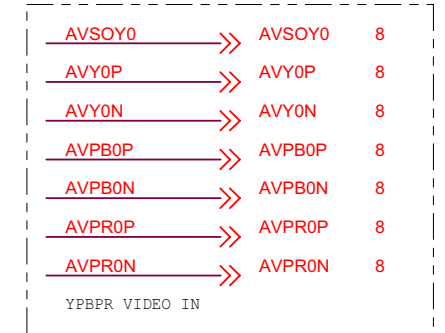 AVSOY0 AVSOY0 8
AVY0P AVY0P 8
AVY0N AVY0N 8
AVPB0P AVPB0P 8
AVPB0N AVPB0N 8
AVPR0P AVPR0P 8
AVPR0N AVPR0N 8
YPBPR VIDEO IN